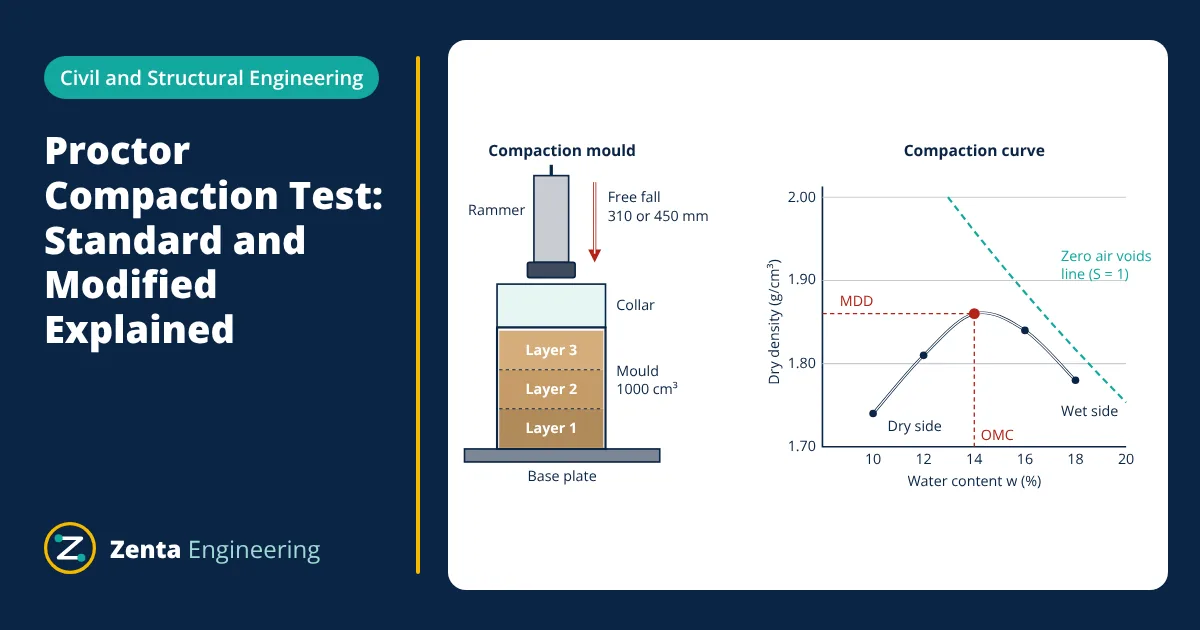 Civil and Structural Engineering
Proctor
Compaction Test:
Standard and
Modified
Explained
Zenta Engineering
Compaction mould
Rammer
Free fall
310 or 450 mm
Collar
Layer 3
Layer 2
Layer 1
Mould
1000 cm³
Base plate
Compaction curve
Dry density (g/cm³)
2.00
1.90
1.80
1.70
Zero air voids
line (S = 1)
MDD
Dry side
OMC
Wet side
10 12 14 16 18 20
Water content w (%)